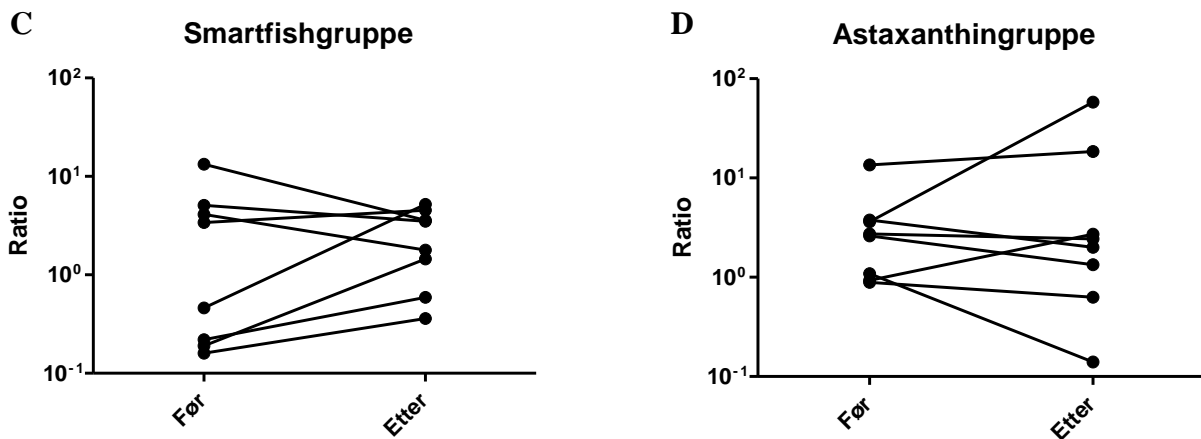 C
Smartfishgruppe
10²
10¹
10⁰
10⁻¹
Ratio
Før
Etter
D
Astaxanthingruppe
10²
10¹
10⁰
10⁻¹
Ratio
Før
Etter